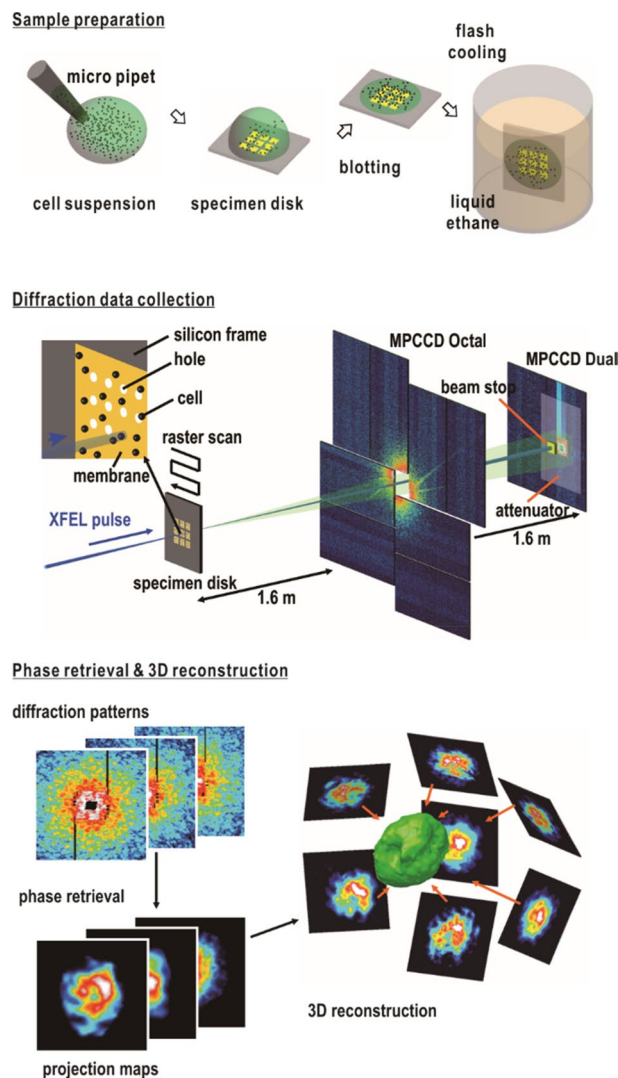 Sample preparation
micro pipet
cell suspension
specimen disk
blotting
flash
cooling
liquid
ethane
Diffraction data collection
silicon frame
hole
cell
raster scan
membrane
XFEL pulse
specimen disk
1.6 m
MPCCD Octal
MPCCD Dual
beam stop
attenuator
1.6 m
Phase retrieval & 3D reconstruction
diffraction patterns
phase retrieval
projection maps
3D reconstruction